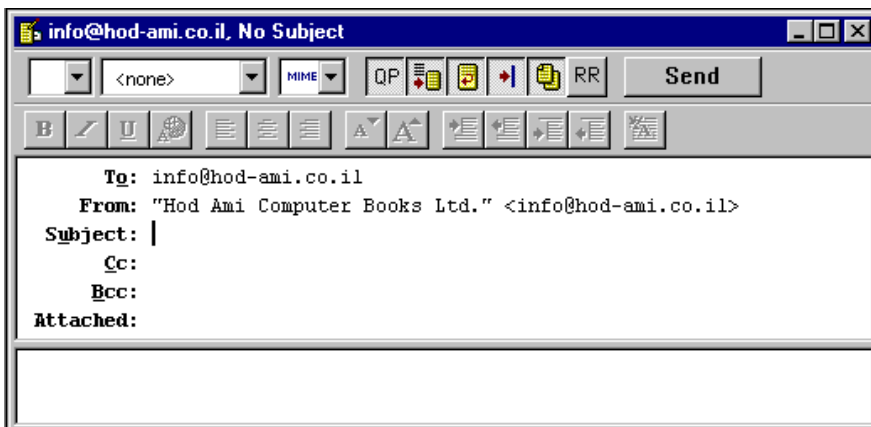 info@hod-ami.co.il, No Subject
<none> MIME QP RR Send
B I U A A A
To: info@hod-ami.co.il
From: "Hod Ami Computer Books Ltd." <info@hod-ami.co.il>
Subject:
Cc:
Bcc:
Attached: